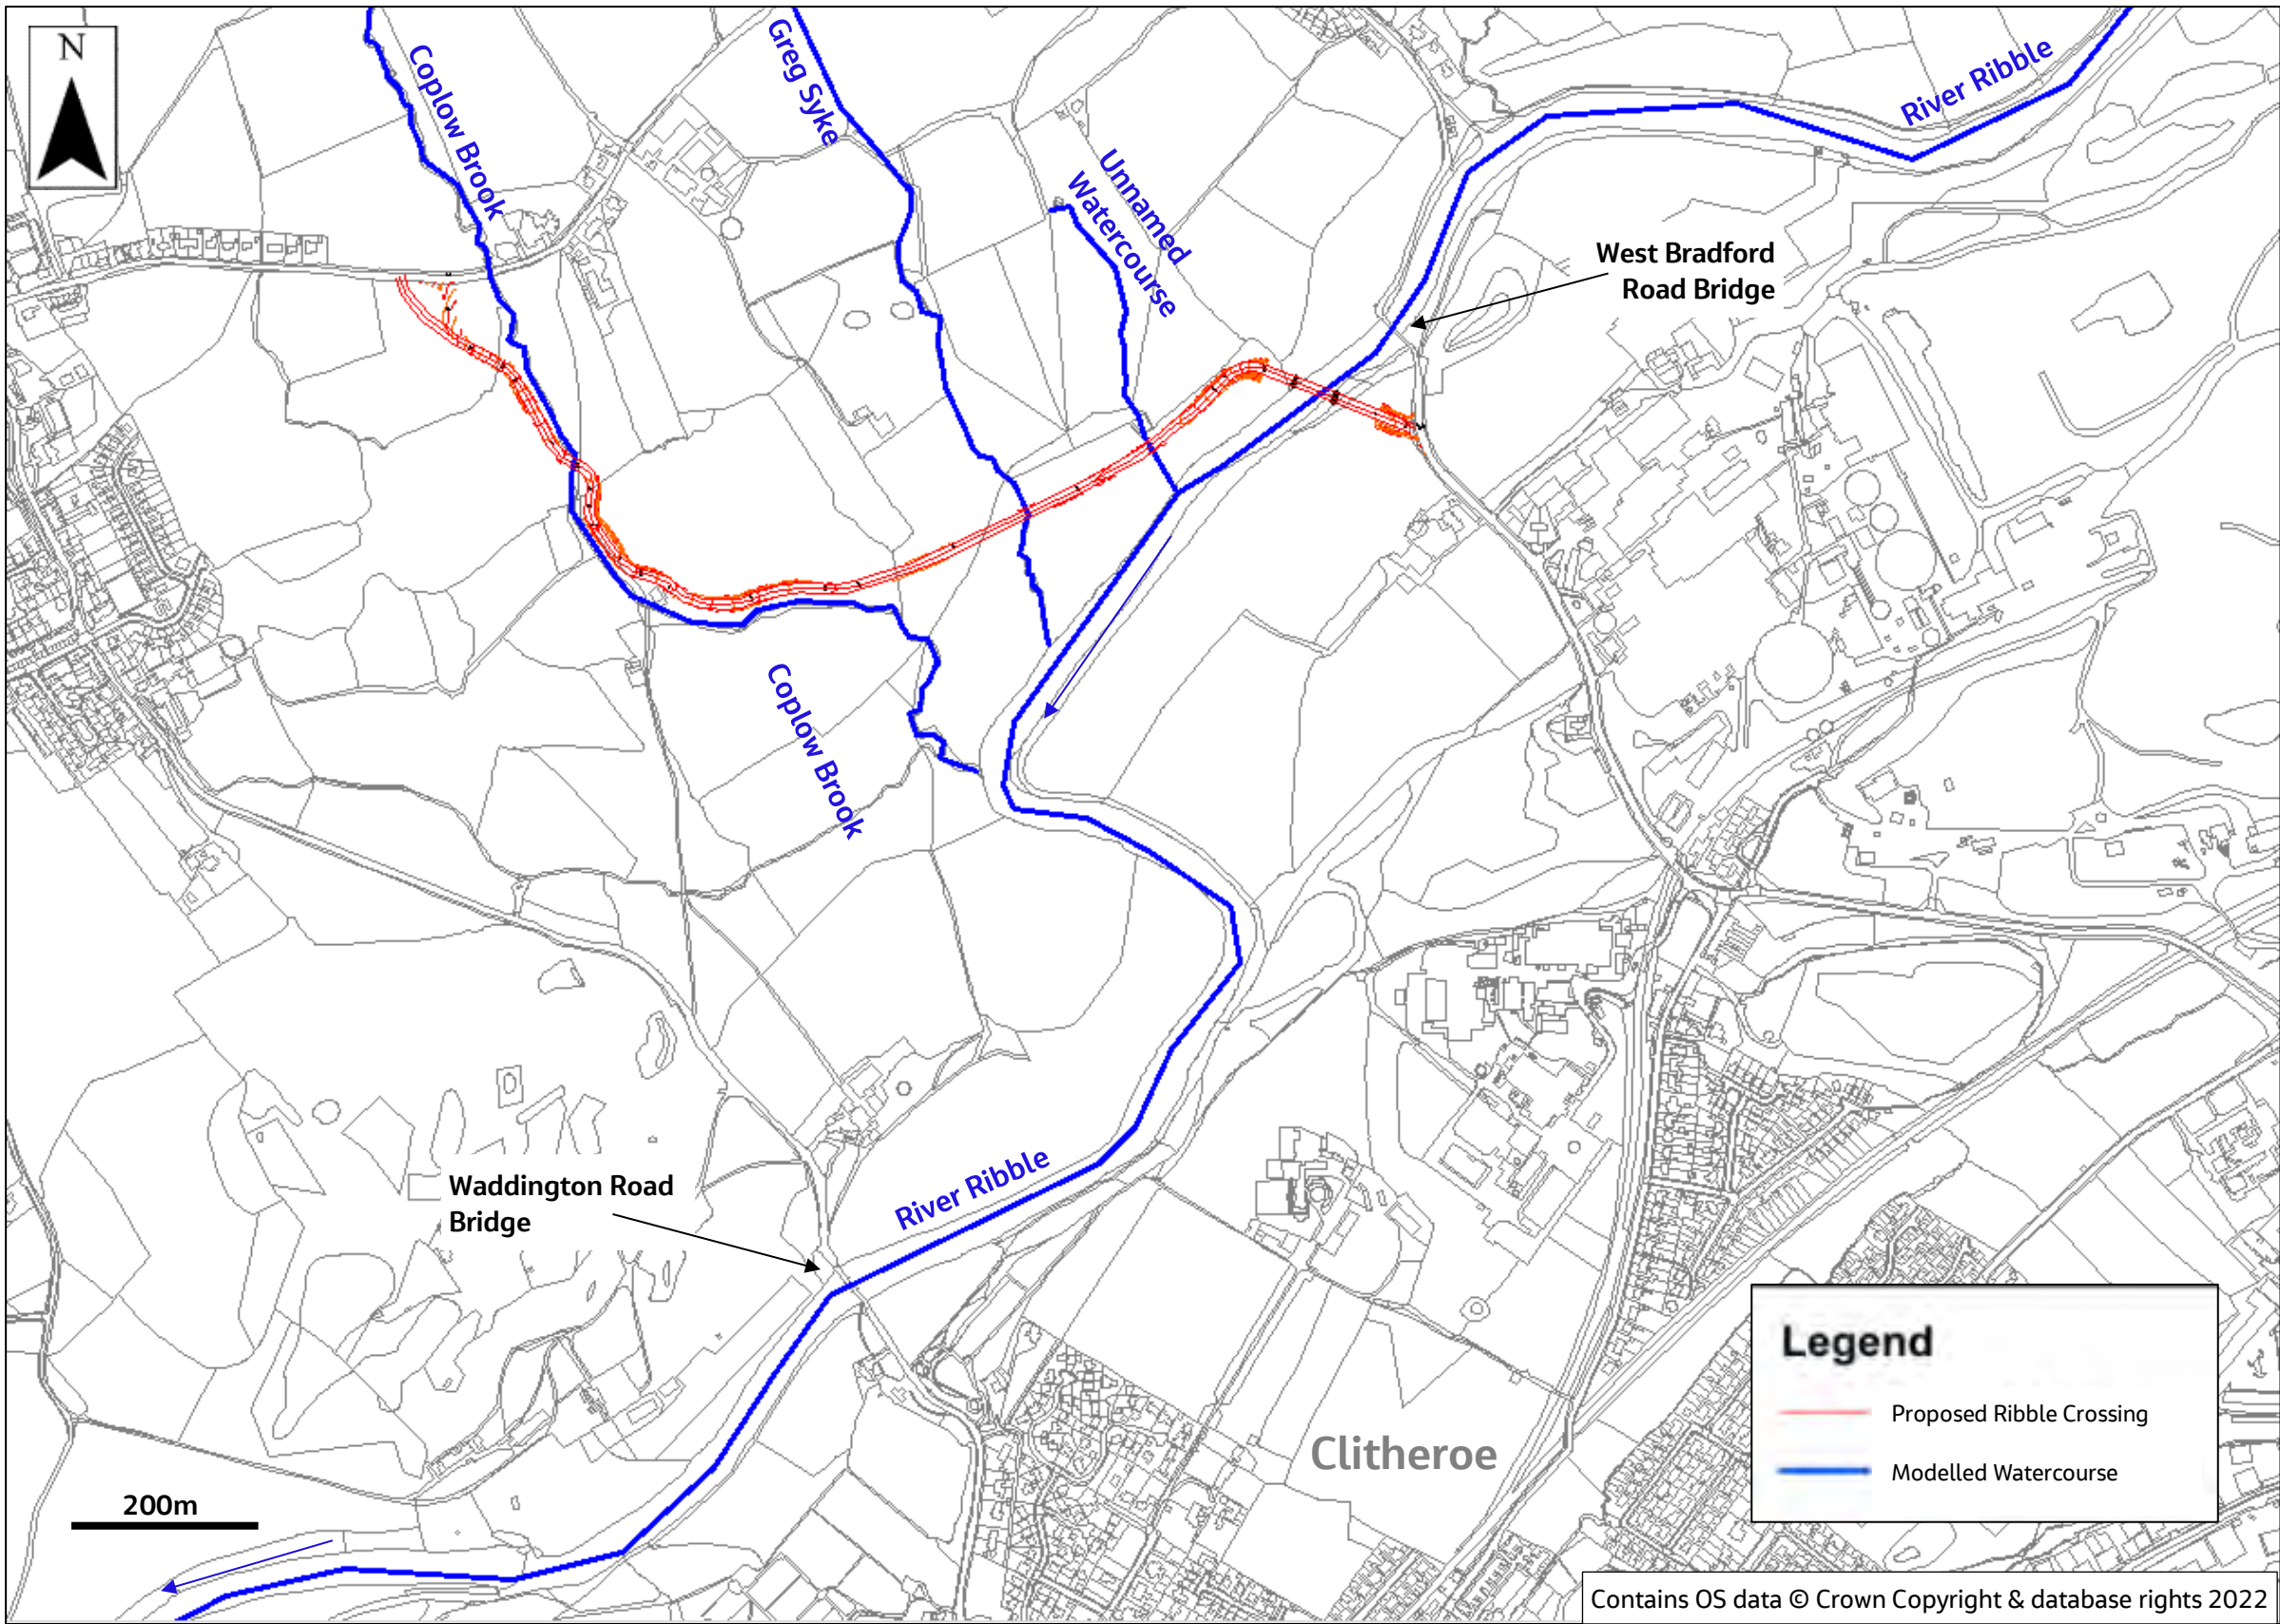 N
Coplow Brook
Greg Syke
Unnamed
Watercourse
River Ribble
West Bradford
Road Bridge
Coplow Brook
Waddington Road
Bridge
River Ribble
Clitheroe
200m
Legend
Proposed Ribble Crossing
Modelled Watercourse
Contains OS data © Crown Copyright & database rights 2022